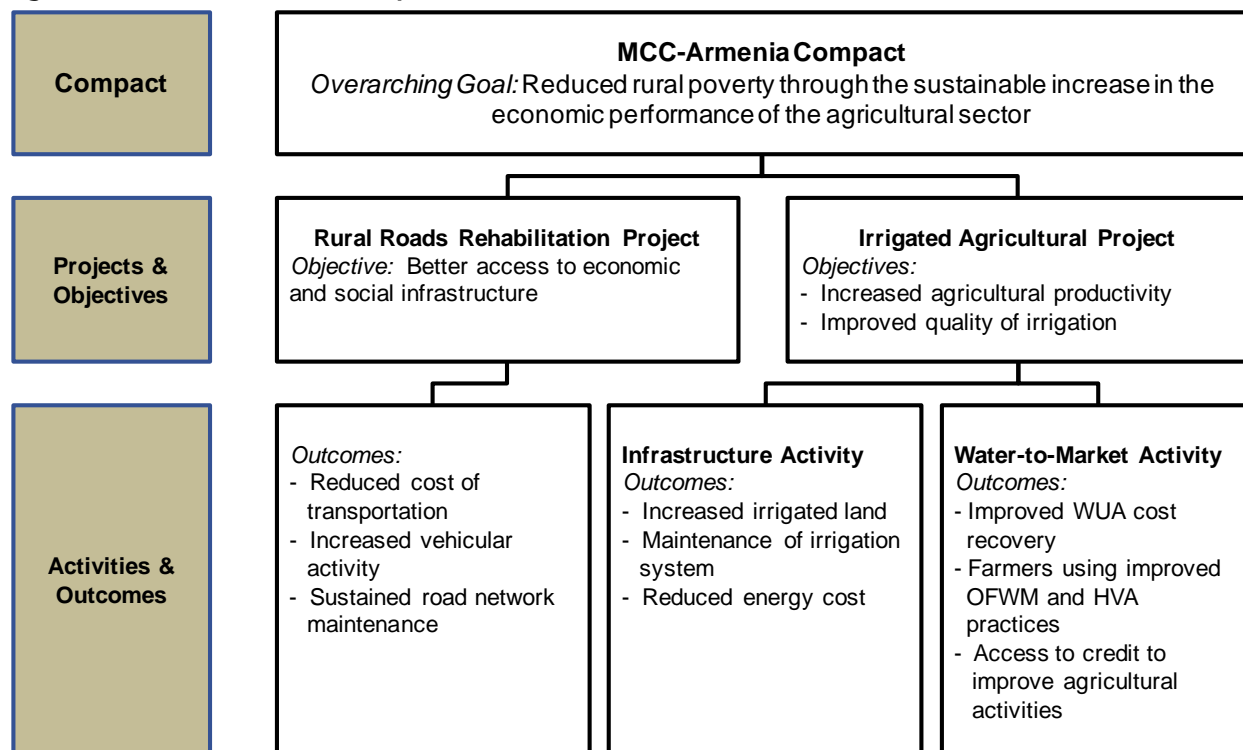 Compact
MCC-Armenia Compact
Overarching Goal: Reduced rural poverty through the sustainable increase in the
economic performance of the agricultural sector
Projects &
Objectives
Rural Roads Rehabilitation Project
Objective: Better access to economic
and social infrastructure
Irrigated Agricultural Project
Objectives:
- Increased agricultural productivity
- Improved quality of irrigation
Activities &
Outcomes
Outcomes:
- Reduced cost of
transportation
- Increased vehicular
activity
- Sustained road network
maintenance
Infrastructure Activity
Outcomes:
- Increased irrigated land
- Maintenance of irrigation
system
- Reduced energy cost
Water-to-Market Activity
Outcomes:
- Improved WUA cost
recovery
- Farmers using improved
OFWM and HVA
practices
- Access to credit to
improve agricultural
activities